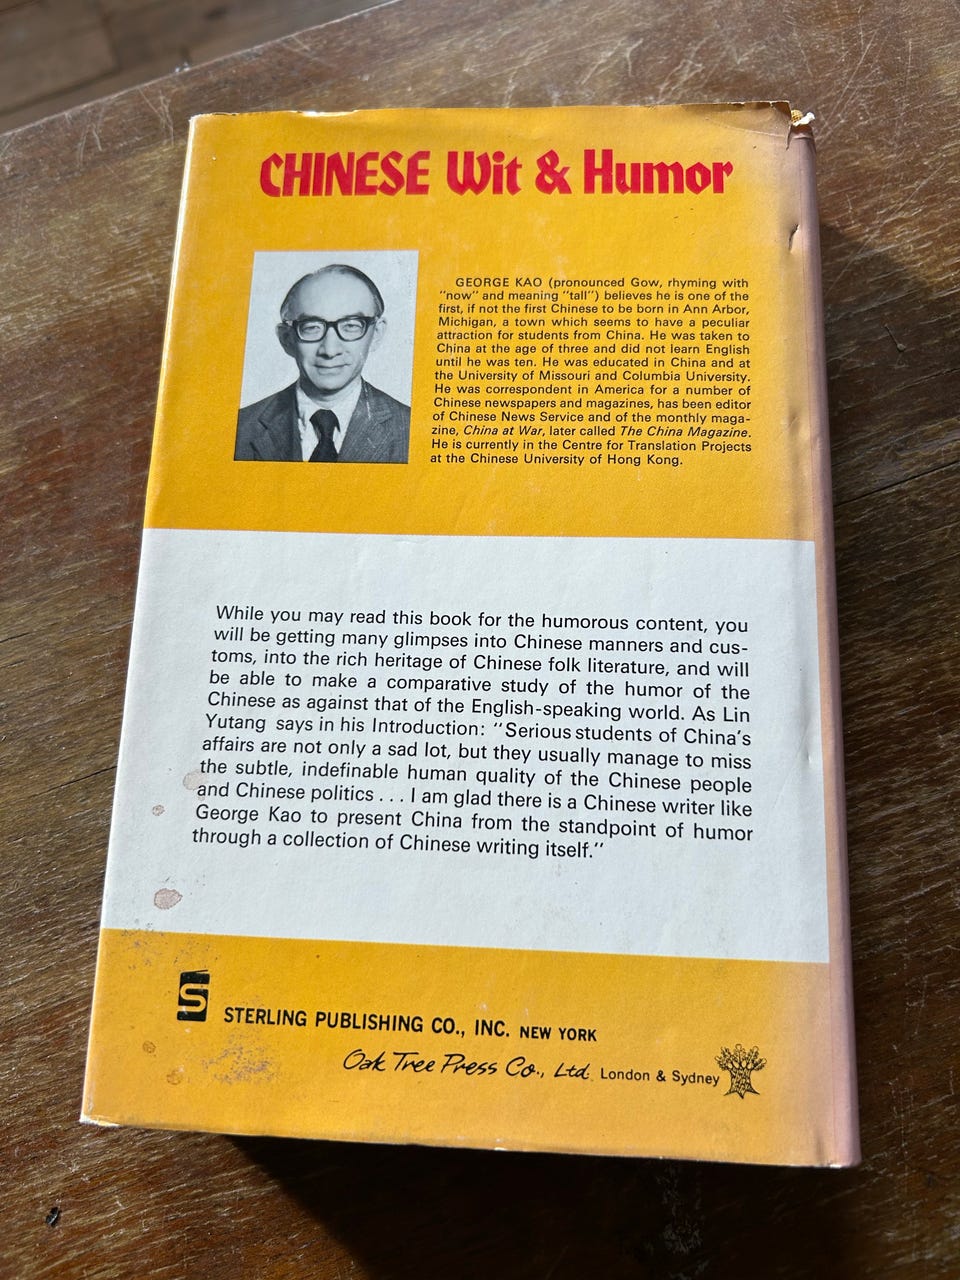 CHINESE Wit & Humor
GEORGE KAO (pronounced Gow, rhyming with
"now" and meaning "tall") believes he is one of the
first, if not the first Chinese to be born in Ann Arbor,
Michigan, a town which seems to have a peculiar
attraction for students from China. He was taken to
China at the age of three and did not learn English
until he was ten. He was educated in China and at
the University of Missouri and Columbia University.
He was correspondent in America for a number of
Chinese newspapers and magazines, has been editor
of Chinese News Service and of the monthly maga-
zine, China at War, later called The China Magazine.
He is currently in the Centre for Translation Projects
at the Chinese University of Hong Kong.
While you may read this book for the humorous content, you
will be getting many glimpses into Chinese manners and cus-
toms, into the rich heritage of Chinese folk literature, and will
be able to make a comparative study of the humor of the
Chinese as against that of the English-speaking world. As Lin
Yutang says in his Introduction: "Serious students of China's
affairs are not only a sad lot, but they usually manage to miss
the subtle, indefinable human quality of the Chinese people
and Chinese politics . . . I am glad there is a Chinese writer like
George Kao to present China from the standpoint of humor
through a collection of Chinese writing itself."
S
STERLING PUBLISHING CO., INC. NEW YORK
Oak Tree Press Co., Ltd. London & Sydney